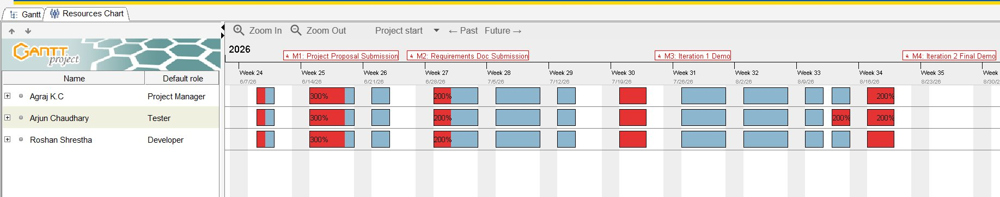 Gantt
Resources Chart
Zoom In
Zoom Out
Project start
← Past
Future →
GANTT
project
2026
M1: Project Proposal Submission
M2: Requirements Doc Submission
M3: Iteration 1 Demo
M4: Iteration 2 Final Demo
Name
Default role
Week 24
Week 25
Week 26
Week 27
Week 28
Week 29
Week 30
Week 31
Week 32
Week 33
Week 34
Week 35
Week
6/7/26
6/14/26
6/21/26
6/28/26
7/5/26
7/12/26
7/19/26
7/26/26
8/2/26
8/9/26
8/16/26
8/23/26
8/30/2
Agraj K.C
Project Manager
300%
200%
200%
Arjun Chaudhary
Tester
300%
200%
200%
200%
Roshan Shrestha
Developer
300%
200%